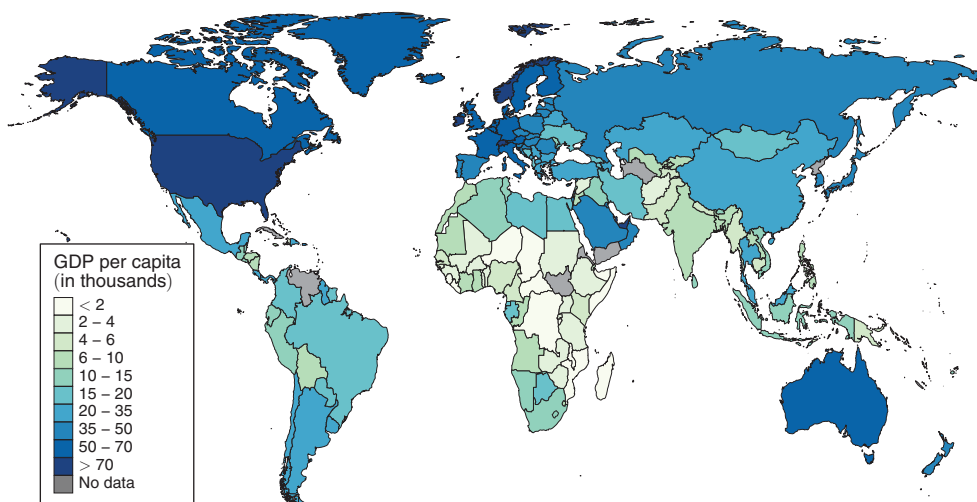 GDP per capita
(in thousands)
< 2
2 – 4
4 – 6
6 – 10
10 – 15
15 – 20
20 – 35
35 – 50
50 – 70
> 70
No data